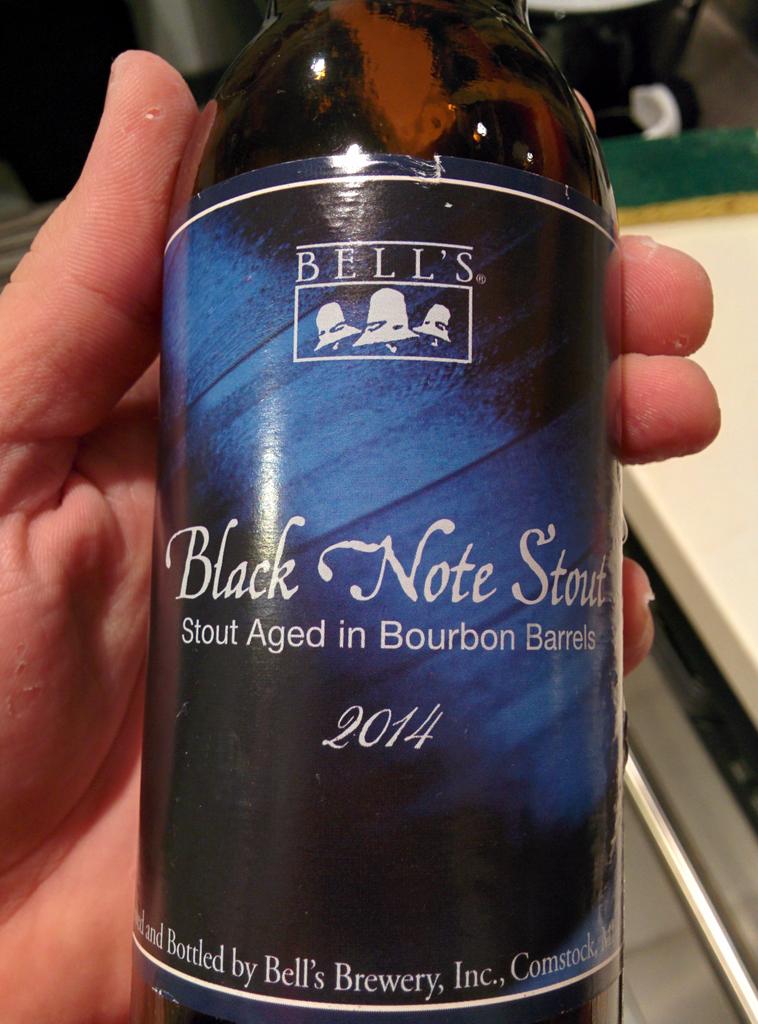 BELL'S®
Black Note Stout
Stout Aged in Bourbon Barrels
2014
and Bottled by Bell's Brewery, Inc., Comstock,